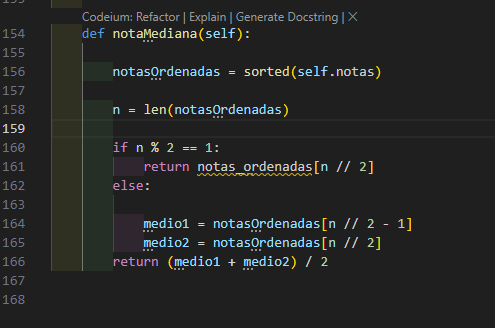 Codeium: Refactor | Explain | Generate Docstring | X
154 def notaMediana(self):
155
156 notasOrdenadas = sorted(self.notas)
157
158 n = len(notasOrdenadas)
159
160 if n % 2 == 1:
161 return notas_ordenadas[n // 2]
162 else:
163
164 medio1 = notasOrdenadas[n // 2 - 1]
165 medio2 = notasOrdenadas[n // 2]
166 return (medio1 + medio2) / 2
167
168